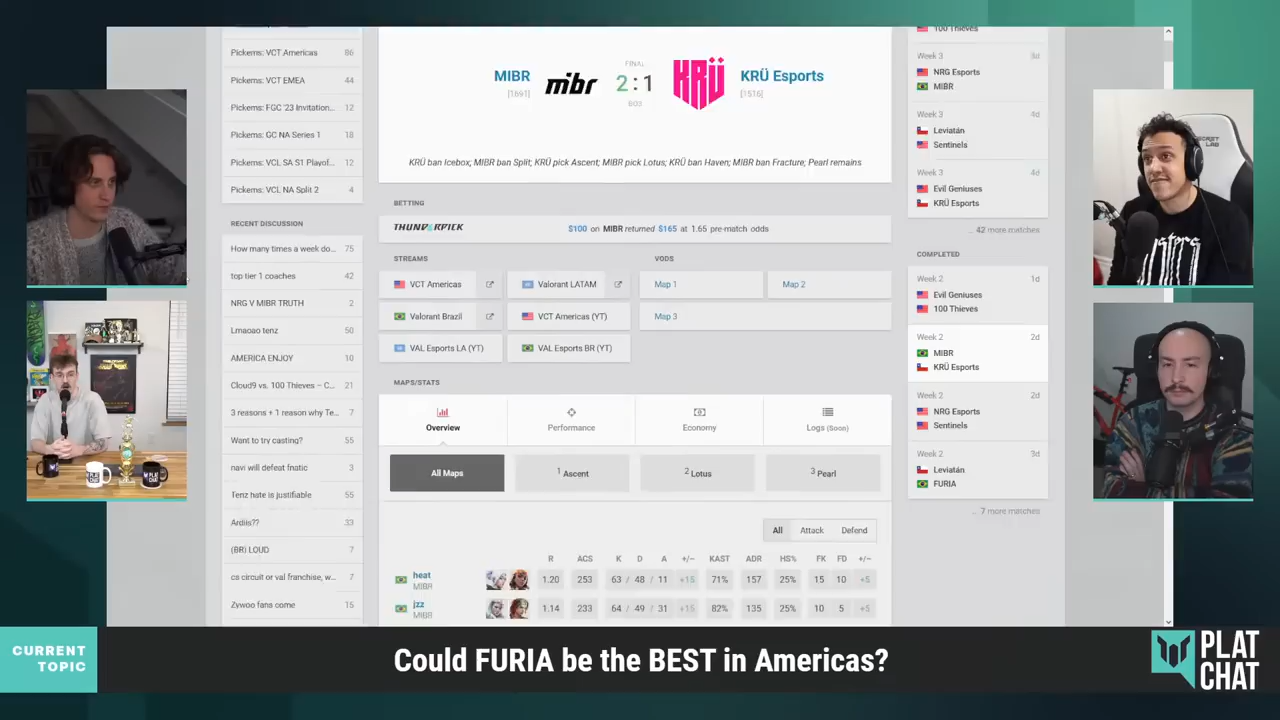 Pickems: VCT Americas 86
Pickems: VCT EMEA 44
Pickems: FGC '23 Invitation... 12
Pickems: GC NA Series 1 18
Pickems: VCL SA S1 Playof... 12
Pickems: VCL NA Split 2 4
RECENT DISCUSSION
How many times a week do... 75
top tier 1 coaches 42
NRG V MIBR TRUTH 2
Lmaoao tenz 50
AMERICA ENJOY 10
Cloud9 vs. 100 Thieves – C... 21
3 reasons + 1 reason why Te... 7
Want to try casting? 55
navi will defeat fnatic 3
Tenz hate is justifiable 55
Ardiis?? 33
(BR) LOUD 7
cs circuit or val franchise, w... 7
Zywoo fans come 15
MIBR
[1691]
mibr
FINAL
2 : 1
BO3
KRÜ
KRÜ Esports
[1516]
KRÜ ban Icebox; MIBR ban Split; KRÜ pick Ascent; MIBR pick Lotus; KRÜ ban Haven; MIBR ban Fracture; Pearl remains
BETTING
THUNDERPICK $100 on MIBR returned $165 at 1.65 pre-match odds
STREAMS
VCT Americas
Valorant LATAM
Valorant Brazil
VCT Americas (YT)
VAL Esports LA (YT)
VAL Esports BR (YT)
VODS
Map 1
Map 2
Map 3
MAPS/STATS
Overview
Performance
Economy
Logs (Soon)
All Maps
1 Ascent
2 Lotus
3 Pearl
All Attack Defend
R ACS K D A +/– KAST ADR HS% FK FD +/–
heat
MIBR
1.20 253 63 / 48 / 11 +15 71% 157 25% 15 10 +5
jzz
MIBR
1.14 233 64 / 49 / 31 +15 82% 135 25% 10 5 +5
100 Thieves
Week 3
NRG Esports
MIBR
Week 3 4d
Leviatán
Sentinels
Week 3 4d
Evil Geniuses
KRÜ Esports
... 42 more matches
COMPLETED
Week 2 1d
Evil Geniuses
100 Thieves
Week 2 2d
MIBR
KRÜ Esports
Week 2 2d
NRG Esports
Sentinels
Week 2 3d
Leviatán
FURIA
... 7 more matches
CURRENT
TOPIC
Could FURIA be the BEST in Americas?
PLAT
CHAT